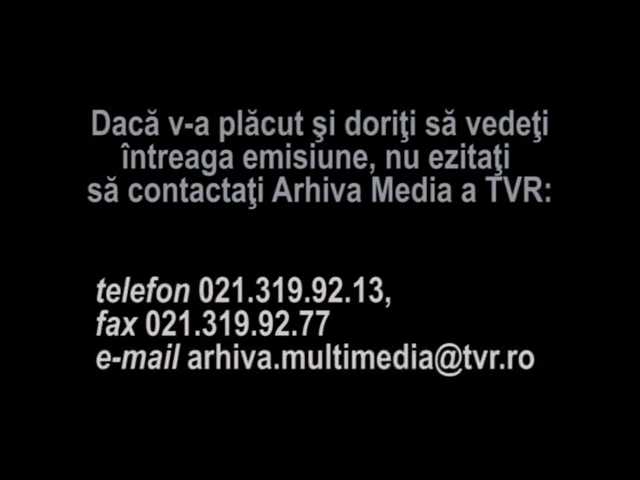 Dacă v-a plăcut şi doriţi să vedeţi
întreaga emisiune, nu ezitaţi
să contactaţi Arhiva Media a TVR:
telefon 021.319.92.13,
fax 021.319.92.77
e-mail arhiva.multimedia@tvr.ro